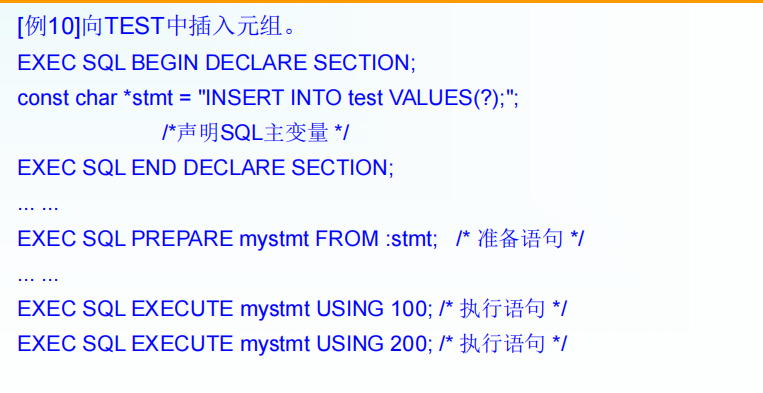 [例10]向TEST中插入元组。
EXEC SQL BEGIN DECLARE SECTION;
const char *stmt = "INSERT INTO test VALUES(?);";
/*声明SQL主变量 */
EXEC SQL END DECLARE SECTION;
... ...
EXEC SQL PREPARE mystmt FROM :stmt; /* 准备语句 */
... ...
EXEC SQL EXECUTE mystmt USING 100; /* 执行语句 */
EXEC SQL EXECUTE mystmt USING 200; /* 执行语句 */